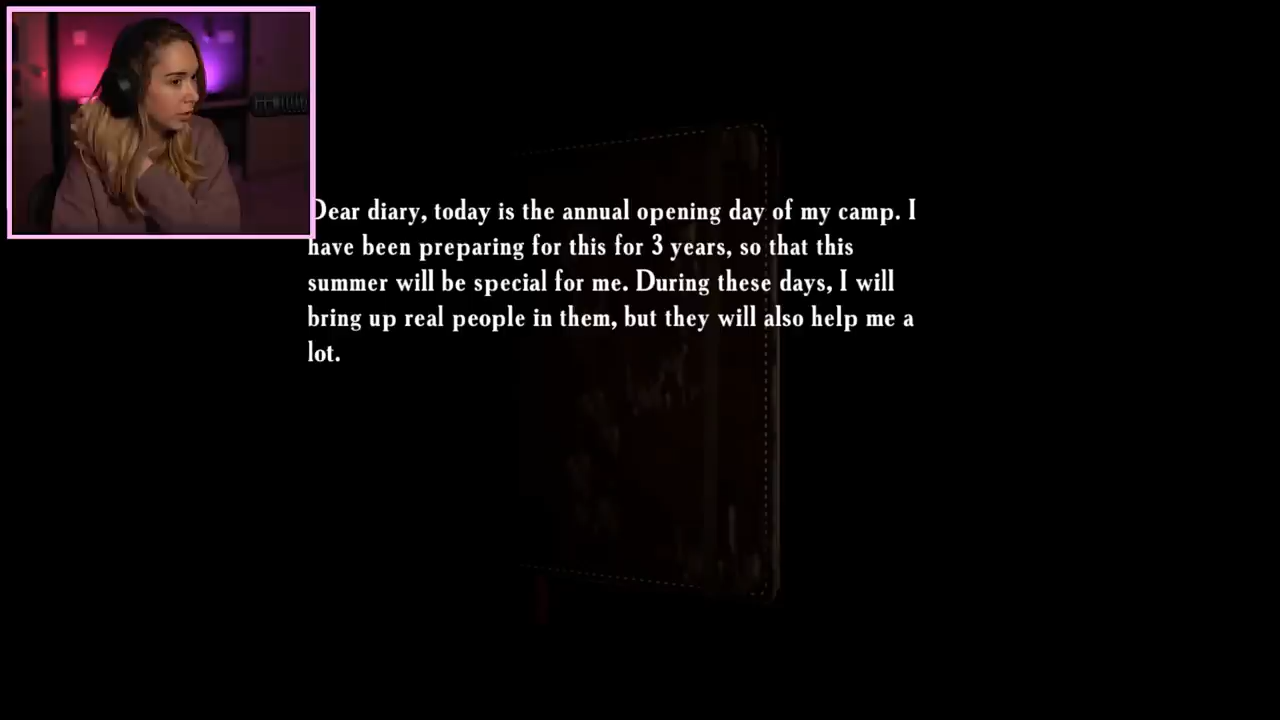 Dear diary, today is the annual opening day of my camp. I
have been preparing for this for 3 years, so that this
summer will be special for me. During these days, I will
bring up real people in them, but they will also help me a
lot.